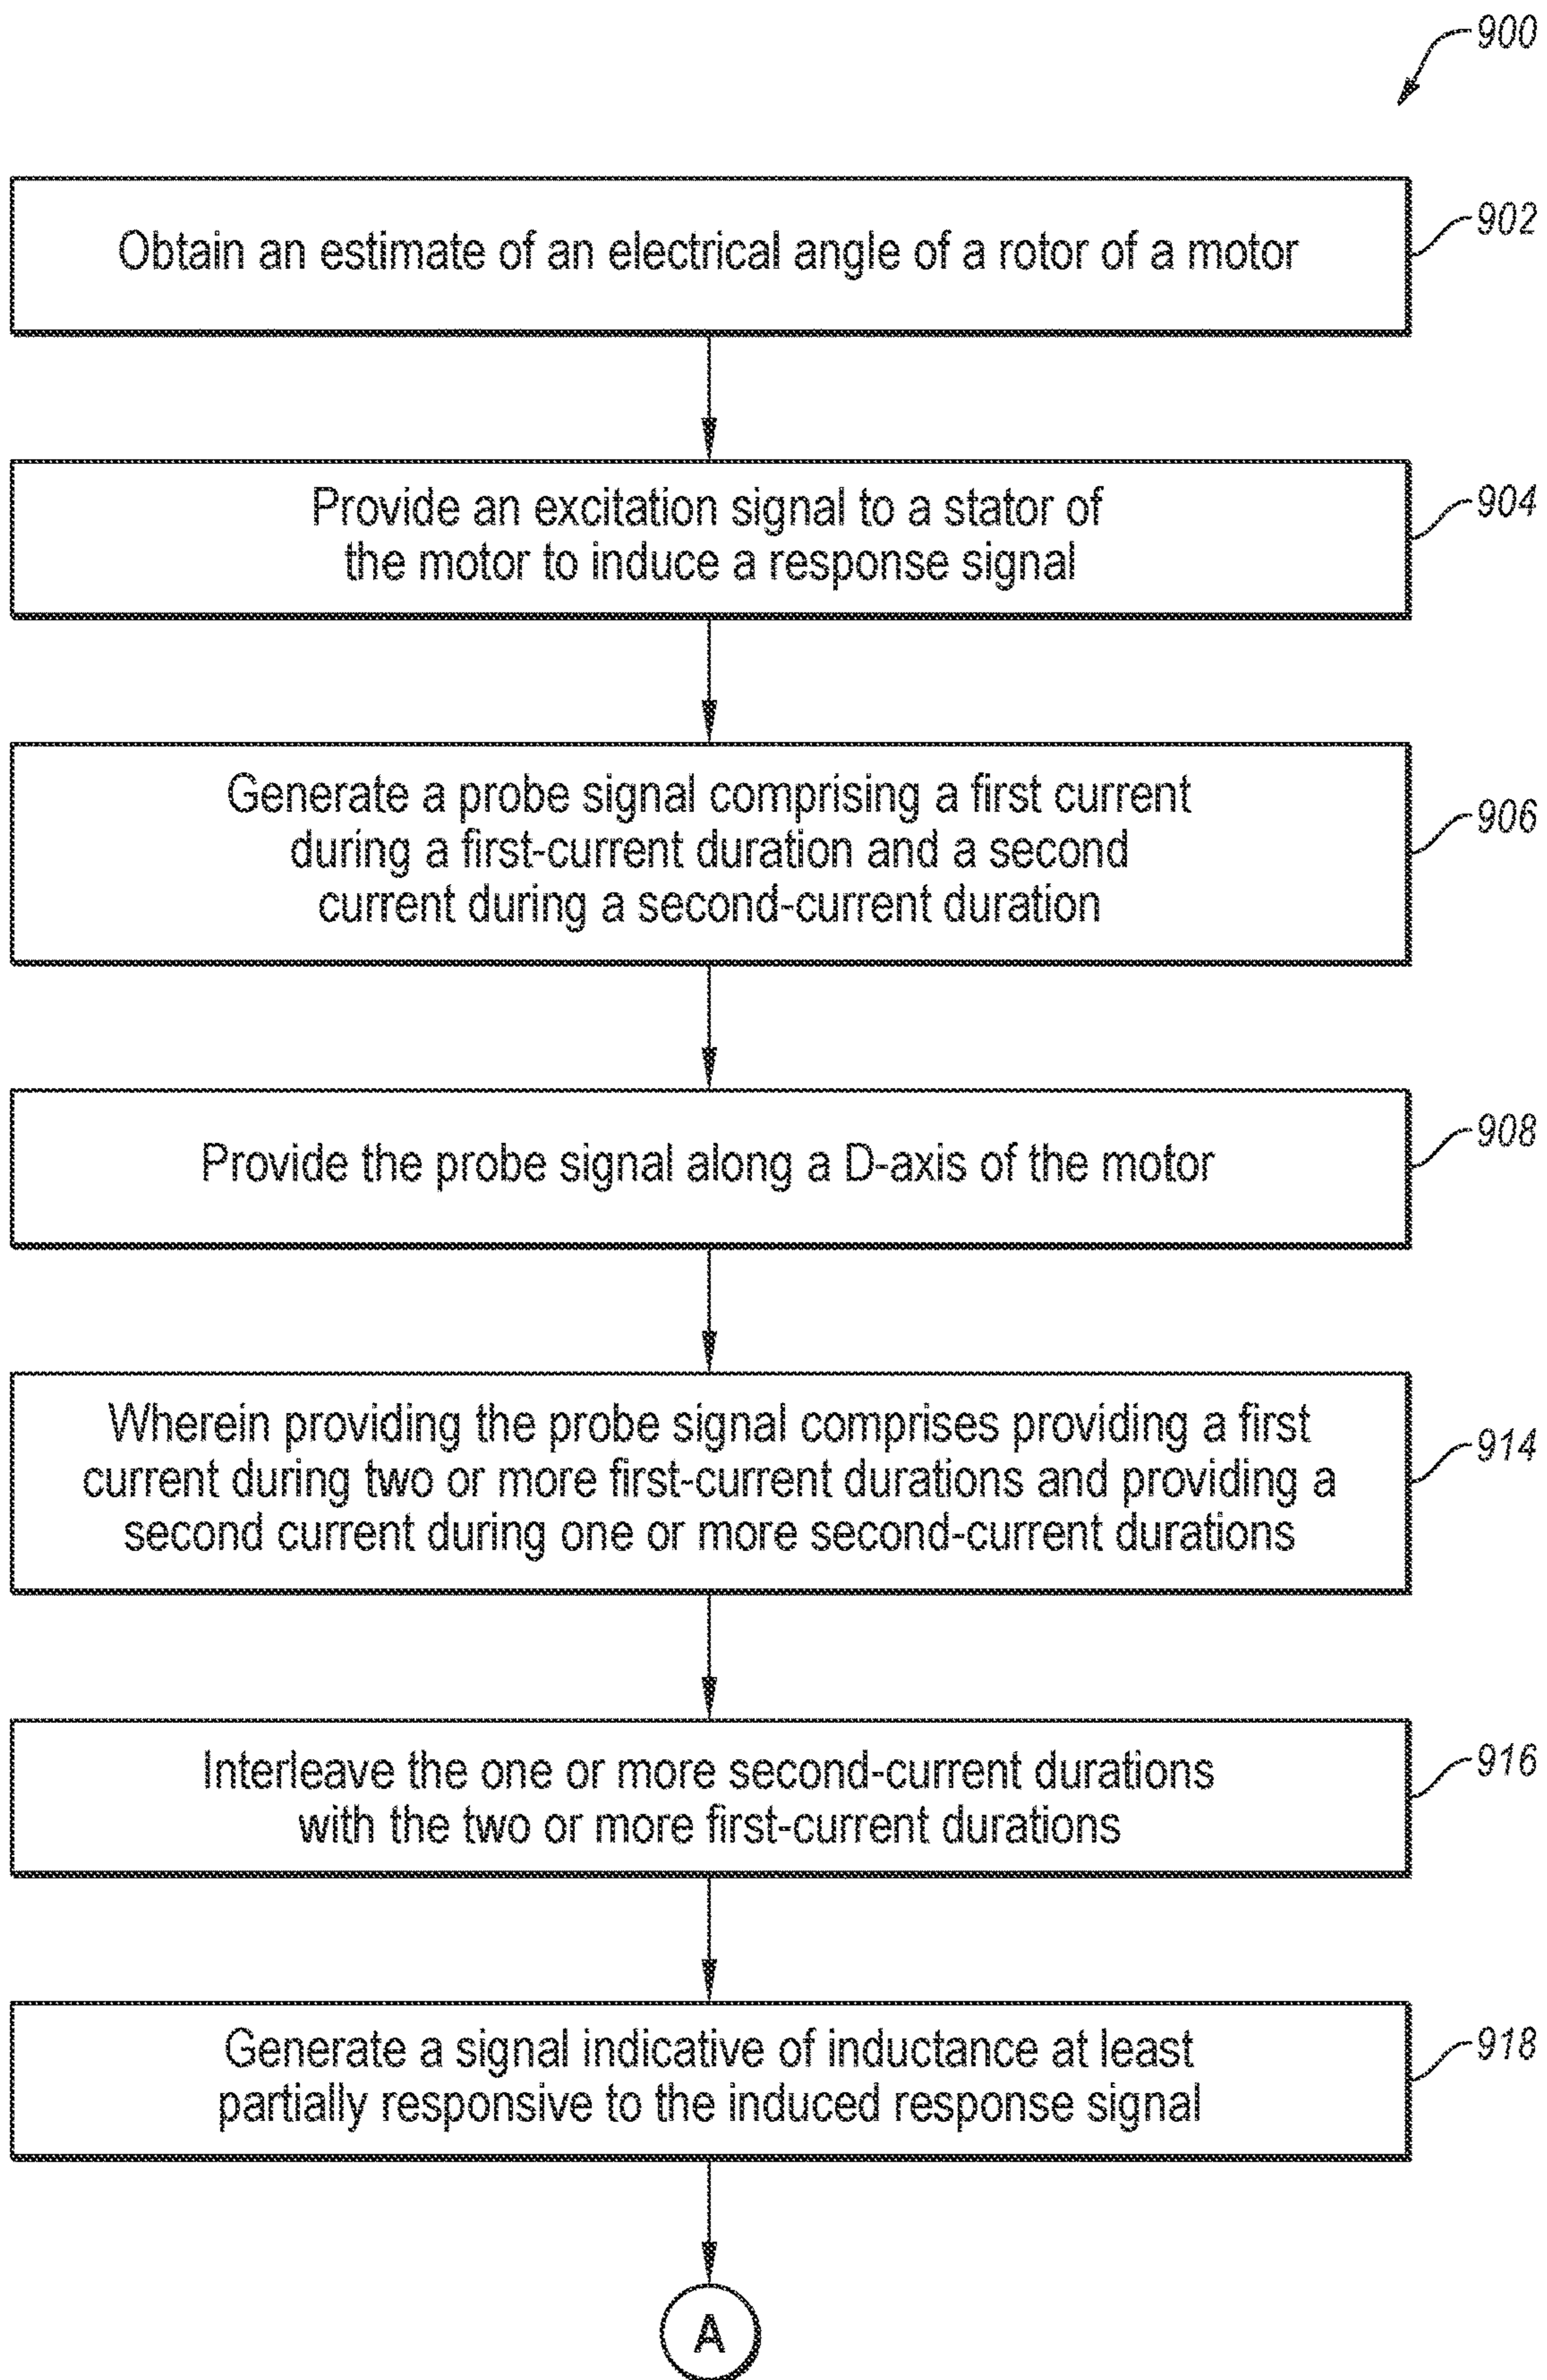 900
Obtain an estimate of an electrical angle of a rotor of a motor
902
Provide an excitation signal to a stator of
the motor to induce a response signal
904
Generate a probe signal comprising a first current
during a first-current duration and a second
current during a second-current duration
906
Provide the probe signal along a D-axis of the motor
908
Wherein providing the probe signal comprises providing a first
current during two or more first-current durations and providing a
second current during one or more second-current durations
914
Interleave the one or more second-current durations
with the two or more first-current durations
916
Generate a signal indicative of inductance at least
partially responsive to the induced response signal
918
A